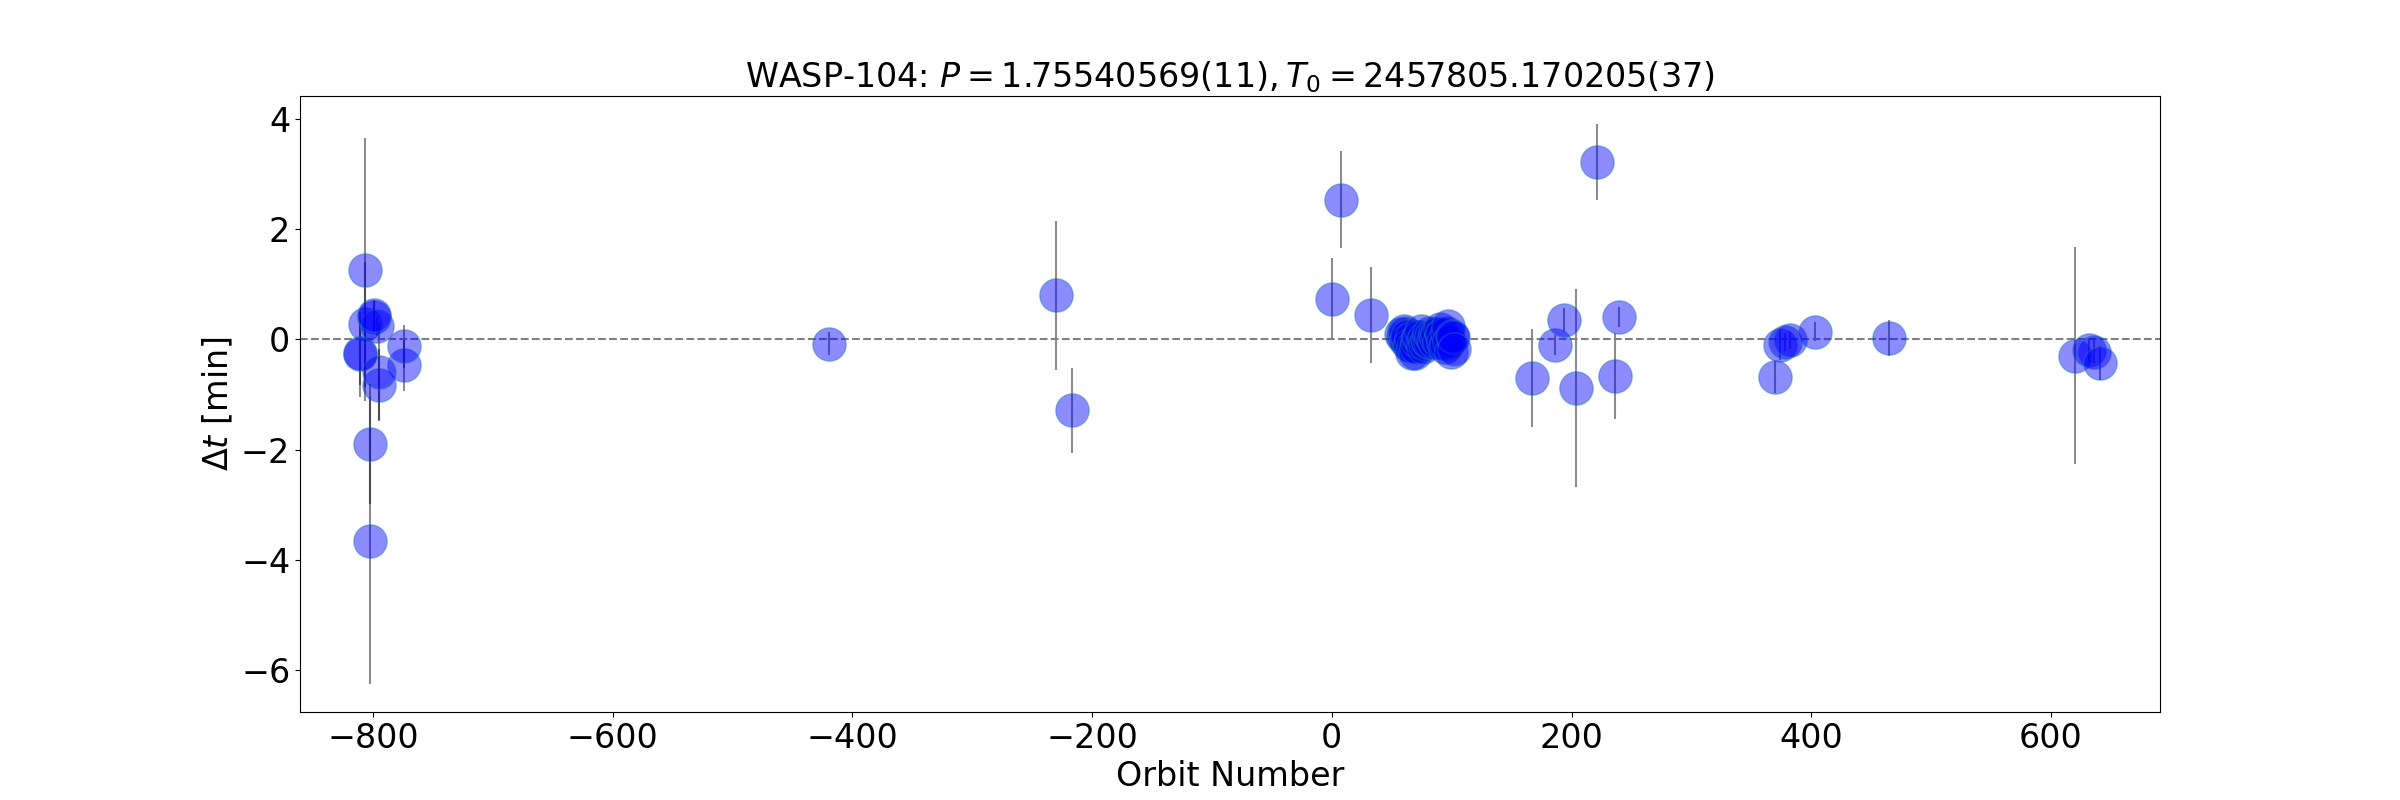 WASP-104: P = 1.75540569(11), T₀ = 2457805.170205(37)
4
2
0
−2
−4
−6
Δt [min]
−800 −600 −400 −200 0 200 400 600
Orbit Number